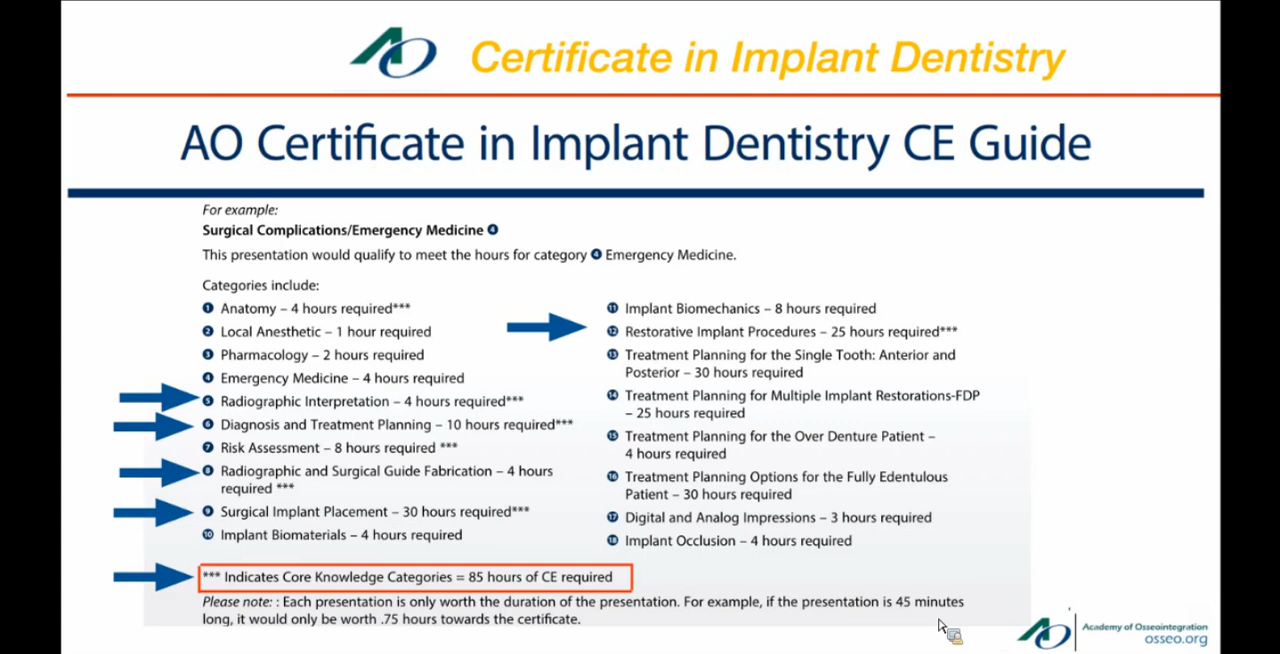 AO Certificate in Implant Dentistry
AO Certificate in Implant Dentistry CE Guide
For example:
Surgical Complications/Emergency Medicine 4
This presentation would qualify to meet the hours for category 4 Emergency Medicine.
Categories include:
1 Anatomy – 4 hours required***
2 Local Anesthetic – 1 hour required
3 Pharmacology – 2 hours required
4 Emergency Medicine – 4 hours required
5 Radiographic Interpretation – 4 hours required***
6 Diagnosis and Treatment Planning – 10 hours required***
7 Risk Assessment – 8 hours required ***
8 Radiographic and Surgical Guide Fabrication – 4 hours
required ***
9 Surgical Implant Placement – 30 hours required***
10 Implant Biomaterials – 4 hours required
11 Implant Biomechanics – 8 hours required
12 Restorative Implant Procedures – 25 hours required***
13 Treatment Planning for the Single Tooth: Anterior and
Posterior – 30 hours required
14 Treatment Planning for Multiple Implant Restorations-FDP
– 25 hours required
15 Treatment Planning for the Over Denture Patient –
4 hours required
16 Treatment Planning Options for the Fully Edentulous
Patient – 30 hours required
17 Digital and Analog Impressions – 3 hours required
18 Implant Occlusion – 4 hours required
*** Indicates Core Knowledge Categories = 85 hours of CE required
Please note: : Each presentation is only worth the duration of the presentation. For example, if the presentation is 45 minutes
long, it would only be worth .75 hours towards the certificate.
AO Academy of Osseointegration
osseo.org